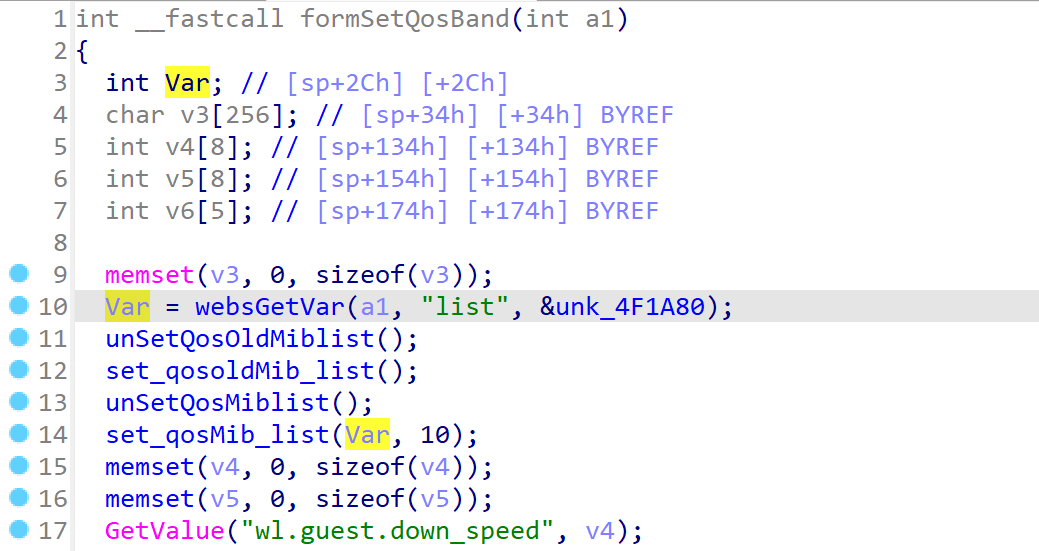 1 int __fastcall formSetQosBand(int a1)
2 {
3 int Var; // [sp+2Ch] [+2Ch]
4 char v3[256]; // [sp+34h] [+34h] BYREF
5 int v4[8]; // [sp+134h] [+134h] BYREF
6 int v5[8]; // [sp+154h] [+154h] BYREF
7 int v6[5]; // [sp+174h] [+174h] BYREF
8
9 memset(v3, 0, sizeof(v3));
10 Var = websGetVar(a1, "list", &unk_4F1A80);
11 unSetQosOldMiblist();
12 set_qosoldMib_list();
13 unSetQosMiblist();
14 set_qosMib_list(Var, 10);
15 memset(v4, 0, sizeof(v4));
16 memset(v5, 0, sizeof(v5));
17 GetValue("wl.guest.down_speed", v4);